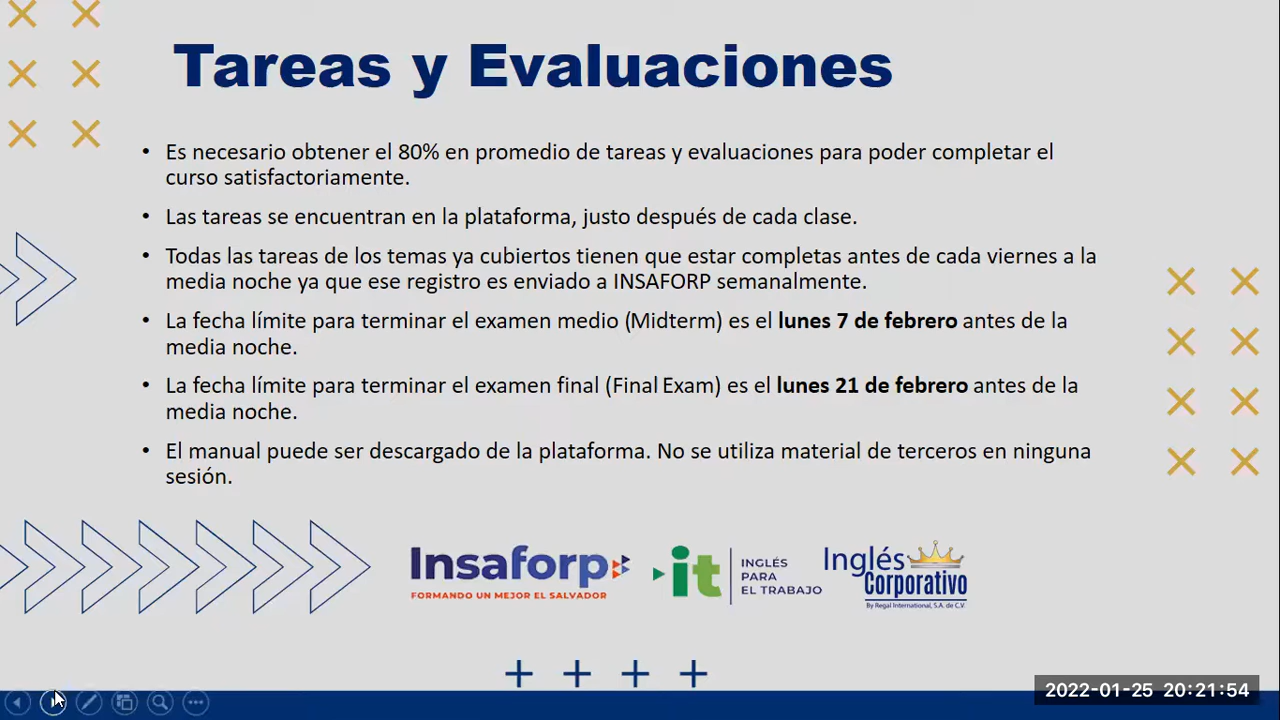 Tareas y Evaluaciones
• Es necesario obtener el 80% en promedio de tareas y evaluaciones para poder completar el
curso satisfactoriamente.
• Las tareas se encuentran en la plataforma, justo después de cada clase.
• Todas las tareas de los temas ya cubiertos tienen que estar completas antes de cada viernes a la
media noche ya que ese registro es enviado a INSAFORP semanalmente.
• La fecha límite para terminar el examen medio (Midterm) es el lunes 7 de febrero antes de la
media noche.
• La fecha límite para terminar el examen final (Final Exam) es el lunes 21 de febrero antes de la
media noche.
• El manual puede ser descargado de la plataforma. No se utiliza material de terceros en ninguna
sesión.
Insaforp
FORMANDO UN MEJOR EL SALVADOR
it
INGLÉS
PARA
EL TRABAJO
Inglés
Corporativo
By Regal International, S.A. de C.V.
2022-01-25 20:21:54